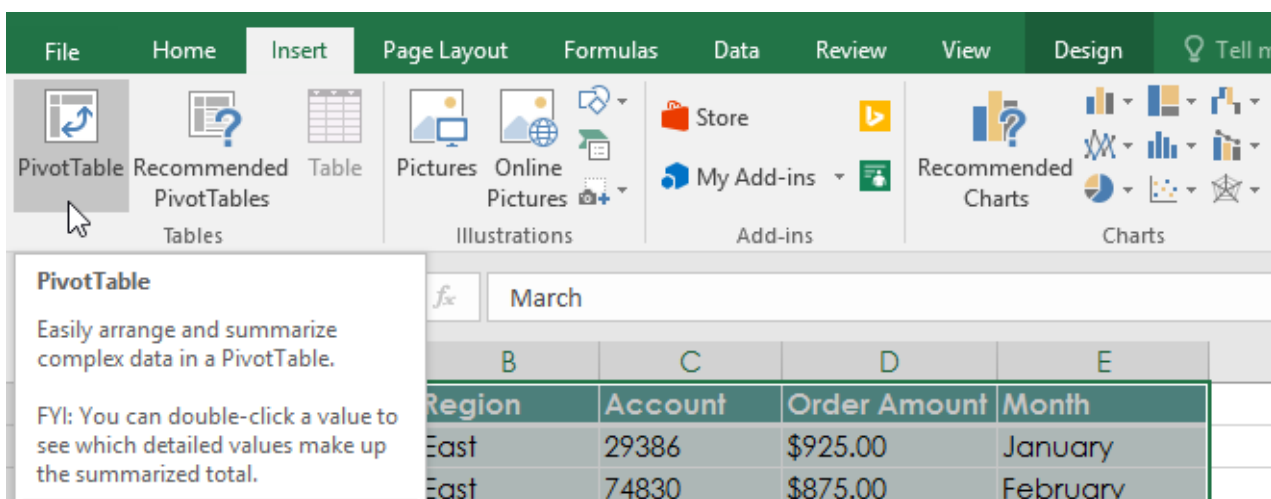 File Home Insert Page Layout Formulas Data Review View Design Tell m
PivotTable Recommended PivotTables Table Pictures Online Pictures Store My Add-ins Recommended Charts
Tables Illustrations Add-ins Charts
PivotTable
Easily arrange and summarize
complex data in a PivotTable.
FYI: You can double-click a value to
see which detailed values make up
the summarized total.
fx March
B C D E
Region Account Order Amount Month
East 29386 $925.00 January
East 74830 $875.00 February